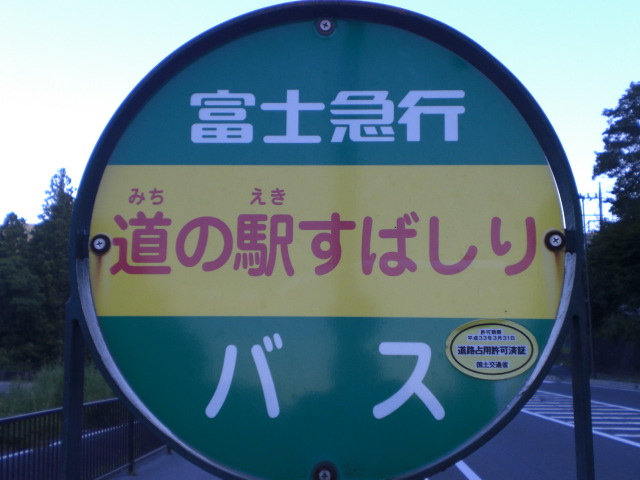 富士急行
みち えき
道の駅すばしり
バス
許可期限
平成33年3月31日
道路占用許可済証
国土交通省